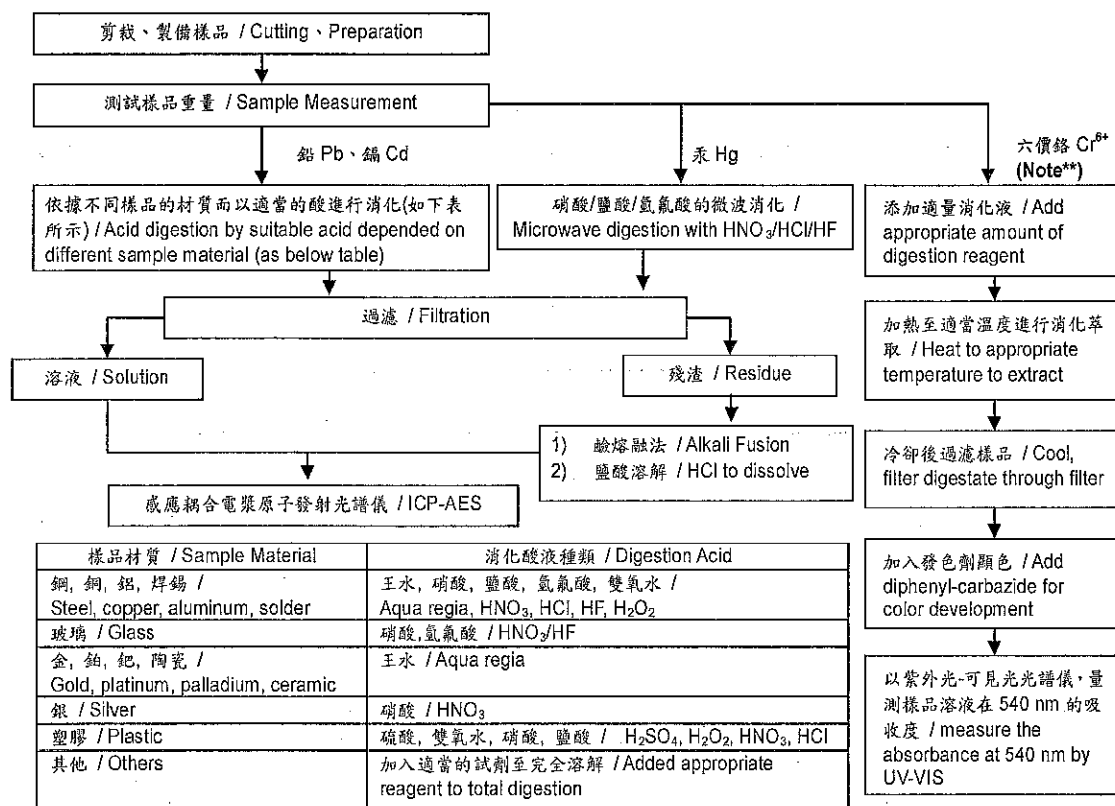 剪裁、製備樣品 / Cutting、Preparation
測試樣品重量 / Sample Measurement
鉛 Pb、鎘 Cd
汞 Hg
六價鉻 Cr⁶⁺
(Note**)
依據不同樣品的材質而以適當的酸進行消化(如下表
所示) / Acid digestion by suitable acid depended on
different sample material (as below table)
硝酸/鹽酸/氫氟酸的微波消化 /
Microwave digestion with HNO₃/HCl/HF
添加適量消化液 / Add
appropriate amount of
digestion reagent
過濾 / Filtration
加熱至適當溫度進行消化萃
取 / Heat to appropriate
temperature to extract
溶液 / Solution
殘渣 / Residue
1) 鹼熔融法 / Alkali Fusion
2) 鹽酸溶解 / HCl to dissolve
冷卻後過濾樣品 / Cool,
filter digestate through filter
感應耦合電漿原子發射光譜儀 / ICP-AES
加入發色劑顯色 / Add
diphenyl-carbazide for
color development
以紫外光-可見光光譜儀，量
測樣品溶液在 540 nm 的吸
收度 / measure the
absorbance at 540 nm by
UV-VIS
樣品材質 / Sample Material
消化酸液種類 / Digestion Acid
鋼, 銅, 鋁, 焊錫 /
Steel, copper, aluminum, solder
王水, 硝酸, 鹽酸, 氫氟酸, 雙氧水 /
Aqua regia, HNO₃, HCl, HF, H₂O₂
玻璃 / Glass
硝酸,氫氟酸 / HNO₃/HF
金, 鉑, 鈀, 陶瓷 /
Gold, platinum, palladium, ceramic
王水 / Aqua regia
銀 / Silver
硝酸 / HNO₃
塑膠 / Plastic
硫酸, 雙氧水, 硝酸, 鹽酸 / H₂SO₄, H₂O₂, HNO₃, HCl
其他 / Others
加入適當的試劑至完全溶解 / Added appropriate
reagent to total digestion